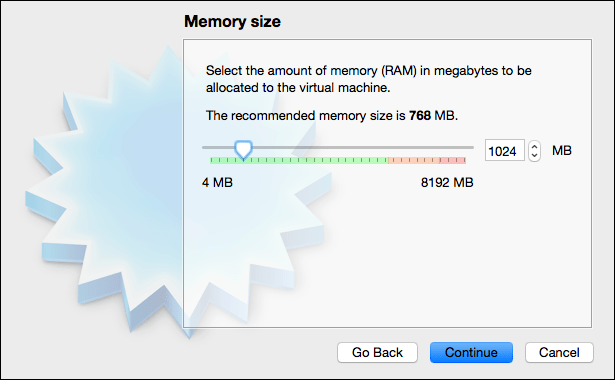 Memory size
Select the amount of memory (RAM) in megabytes to be
allocated to the virtual machine.
The recommended memory size is 768 MB.
1024 MB
4 MB 8192 MB
Go Back Continue Cancel